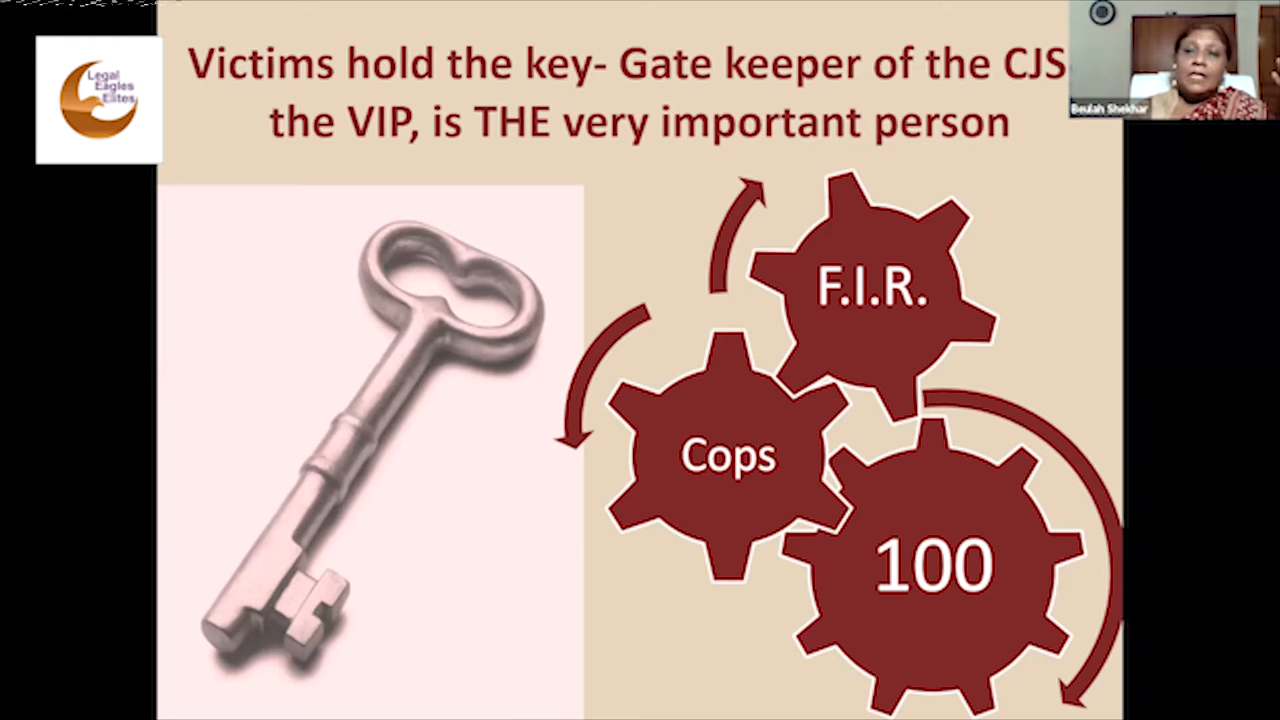 Legal
Eagles
Elites
Victims hold the key- Gate keeper of the CJS
the VIP, is THE very important person
Beulah Shekhar
F.I.R.
Cops
100